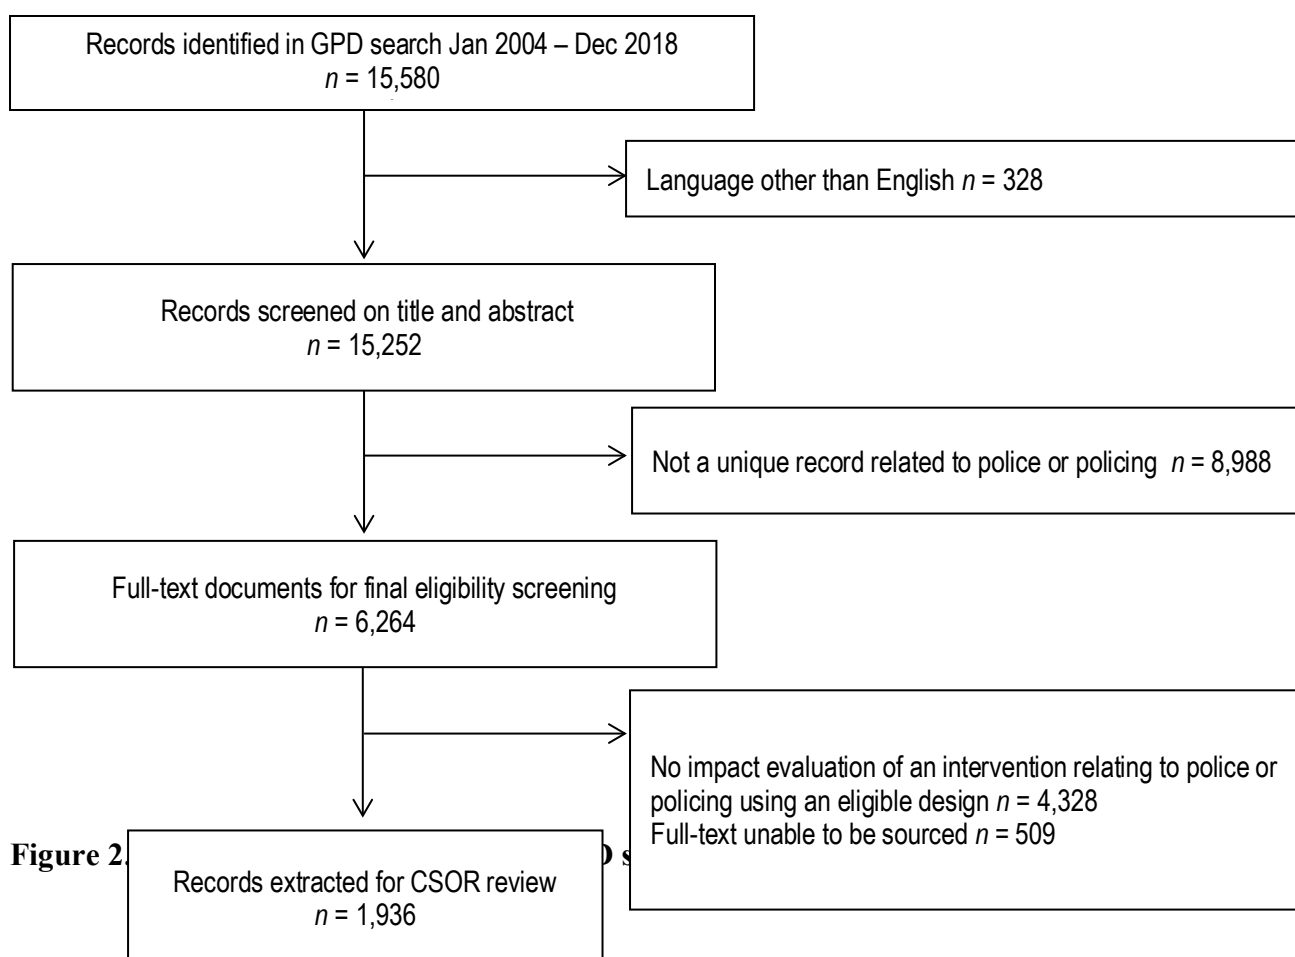 Records identified in GPD search Jan 2004 – Dec 2018
n = 15,580
Language other than English n = 328
Records screened on title and abstract
n = 15,252
Not a unique record related to police or policing n = 8,988
Full-text documents for final eligibility screening
n = 6,264
No impact evaluation of an intervention relating to police or
policing using an eligible design n = 4,328
Full-text unable to be sourced n = 509
Figure 2.
Records extracted for CSOR review
n = 1,936